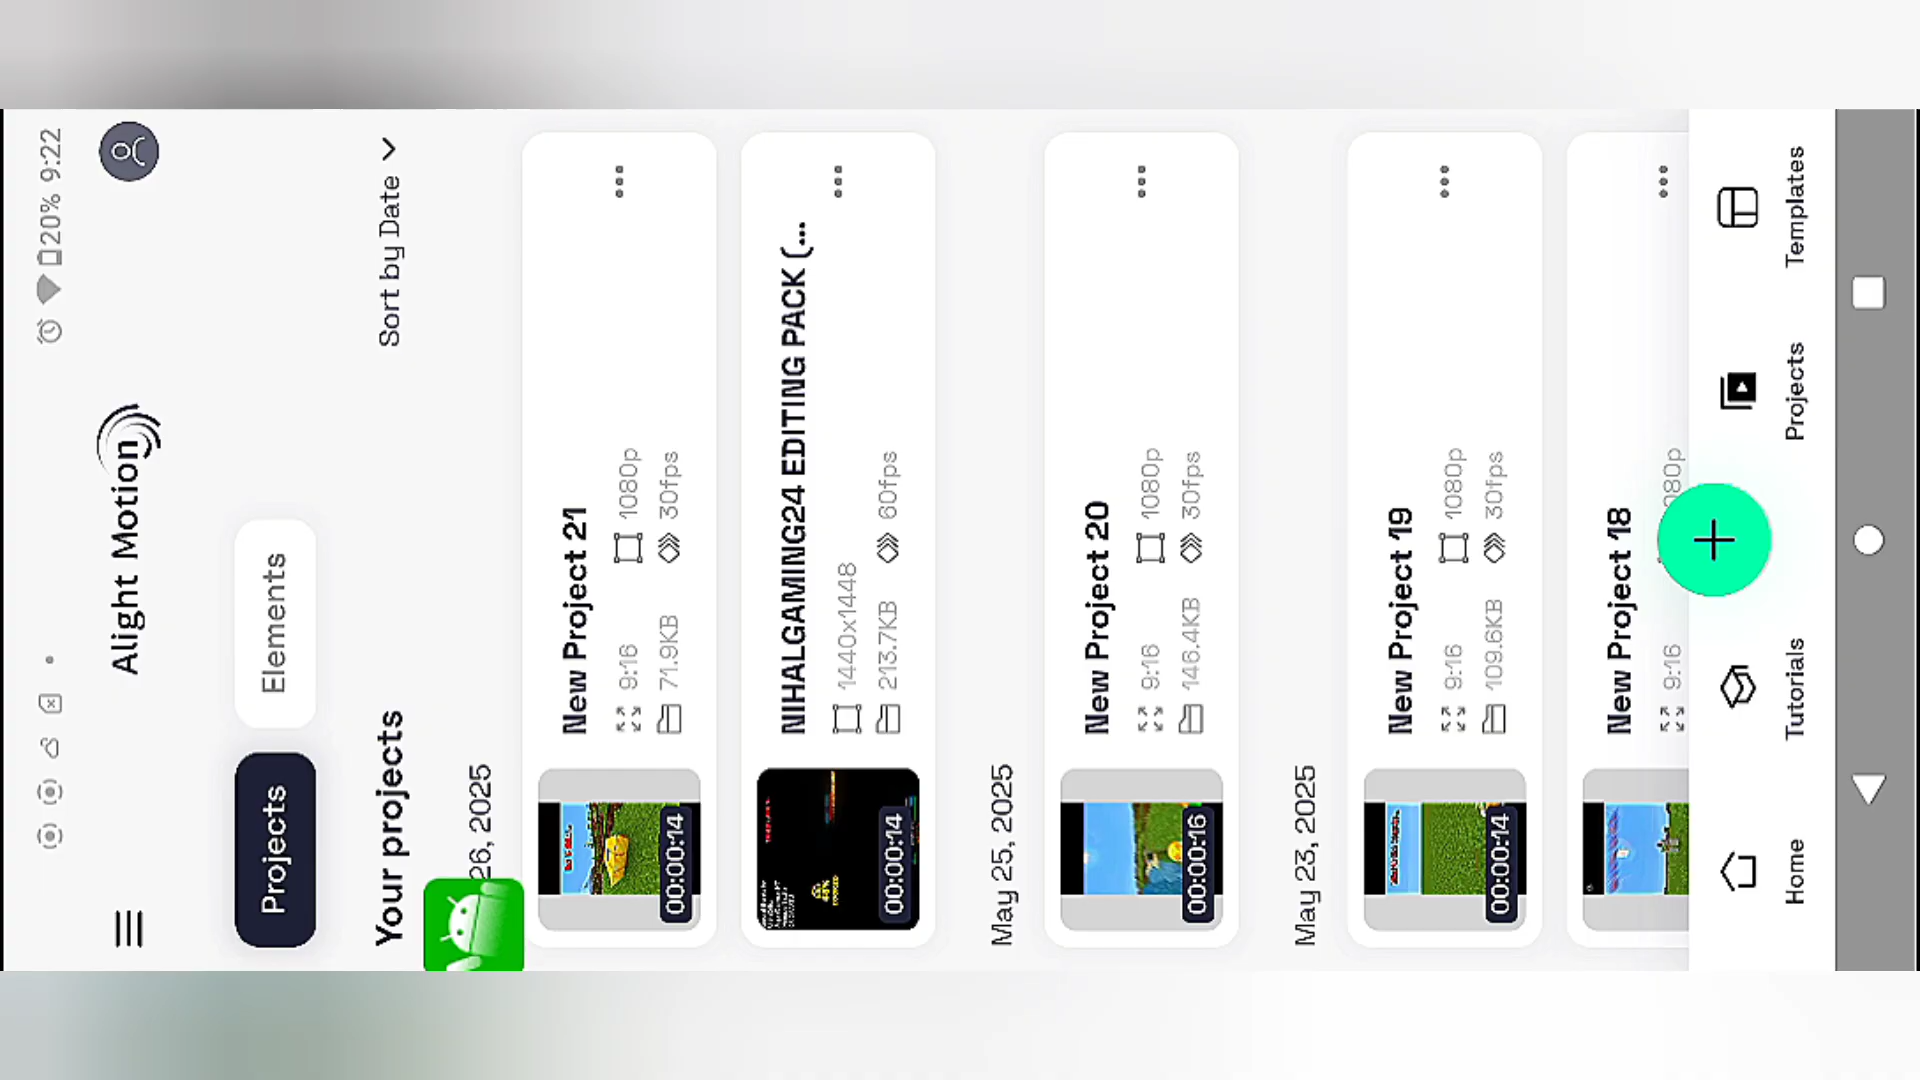 20% 9:22
Alight Motion
Projects
Elements
Your projects
Sort by Date
26, 2025
New Project 21
9:16
1080p
71.9KB
30fps
00:00:14
NIHALGAMING24 EDITING PACK (...
1440x1448
213.7KB
60fps
00:00:14
May 25, 2025
New Project 20
9:16
1080p
146.4KB
30fps
00:00:16
May 23, 2025
New Project 19
9:16
1080p
109.6KB
30fps
00:00:14
New Project 18
9:16
Home
Tutorials
Projects
Templates